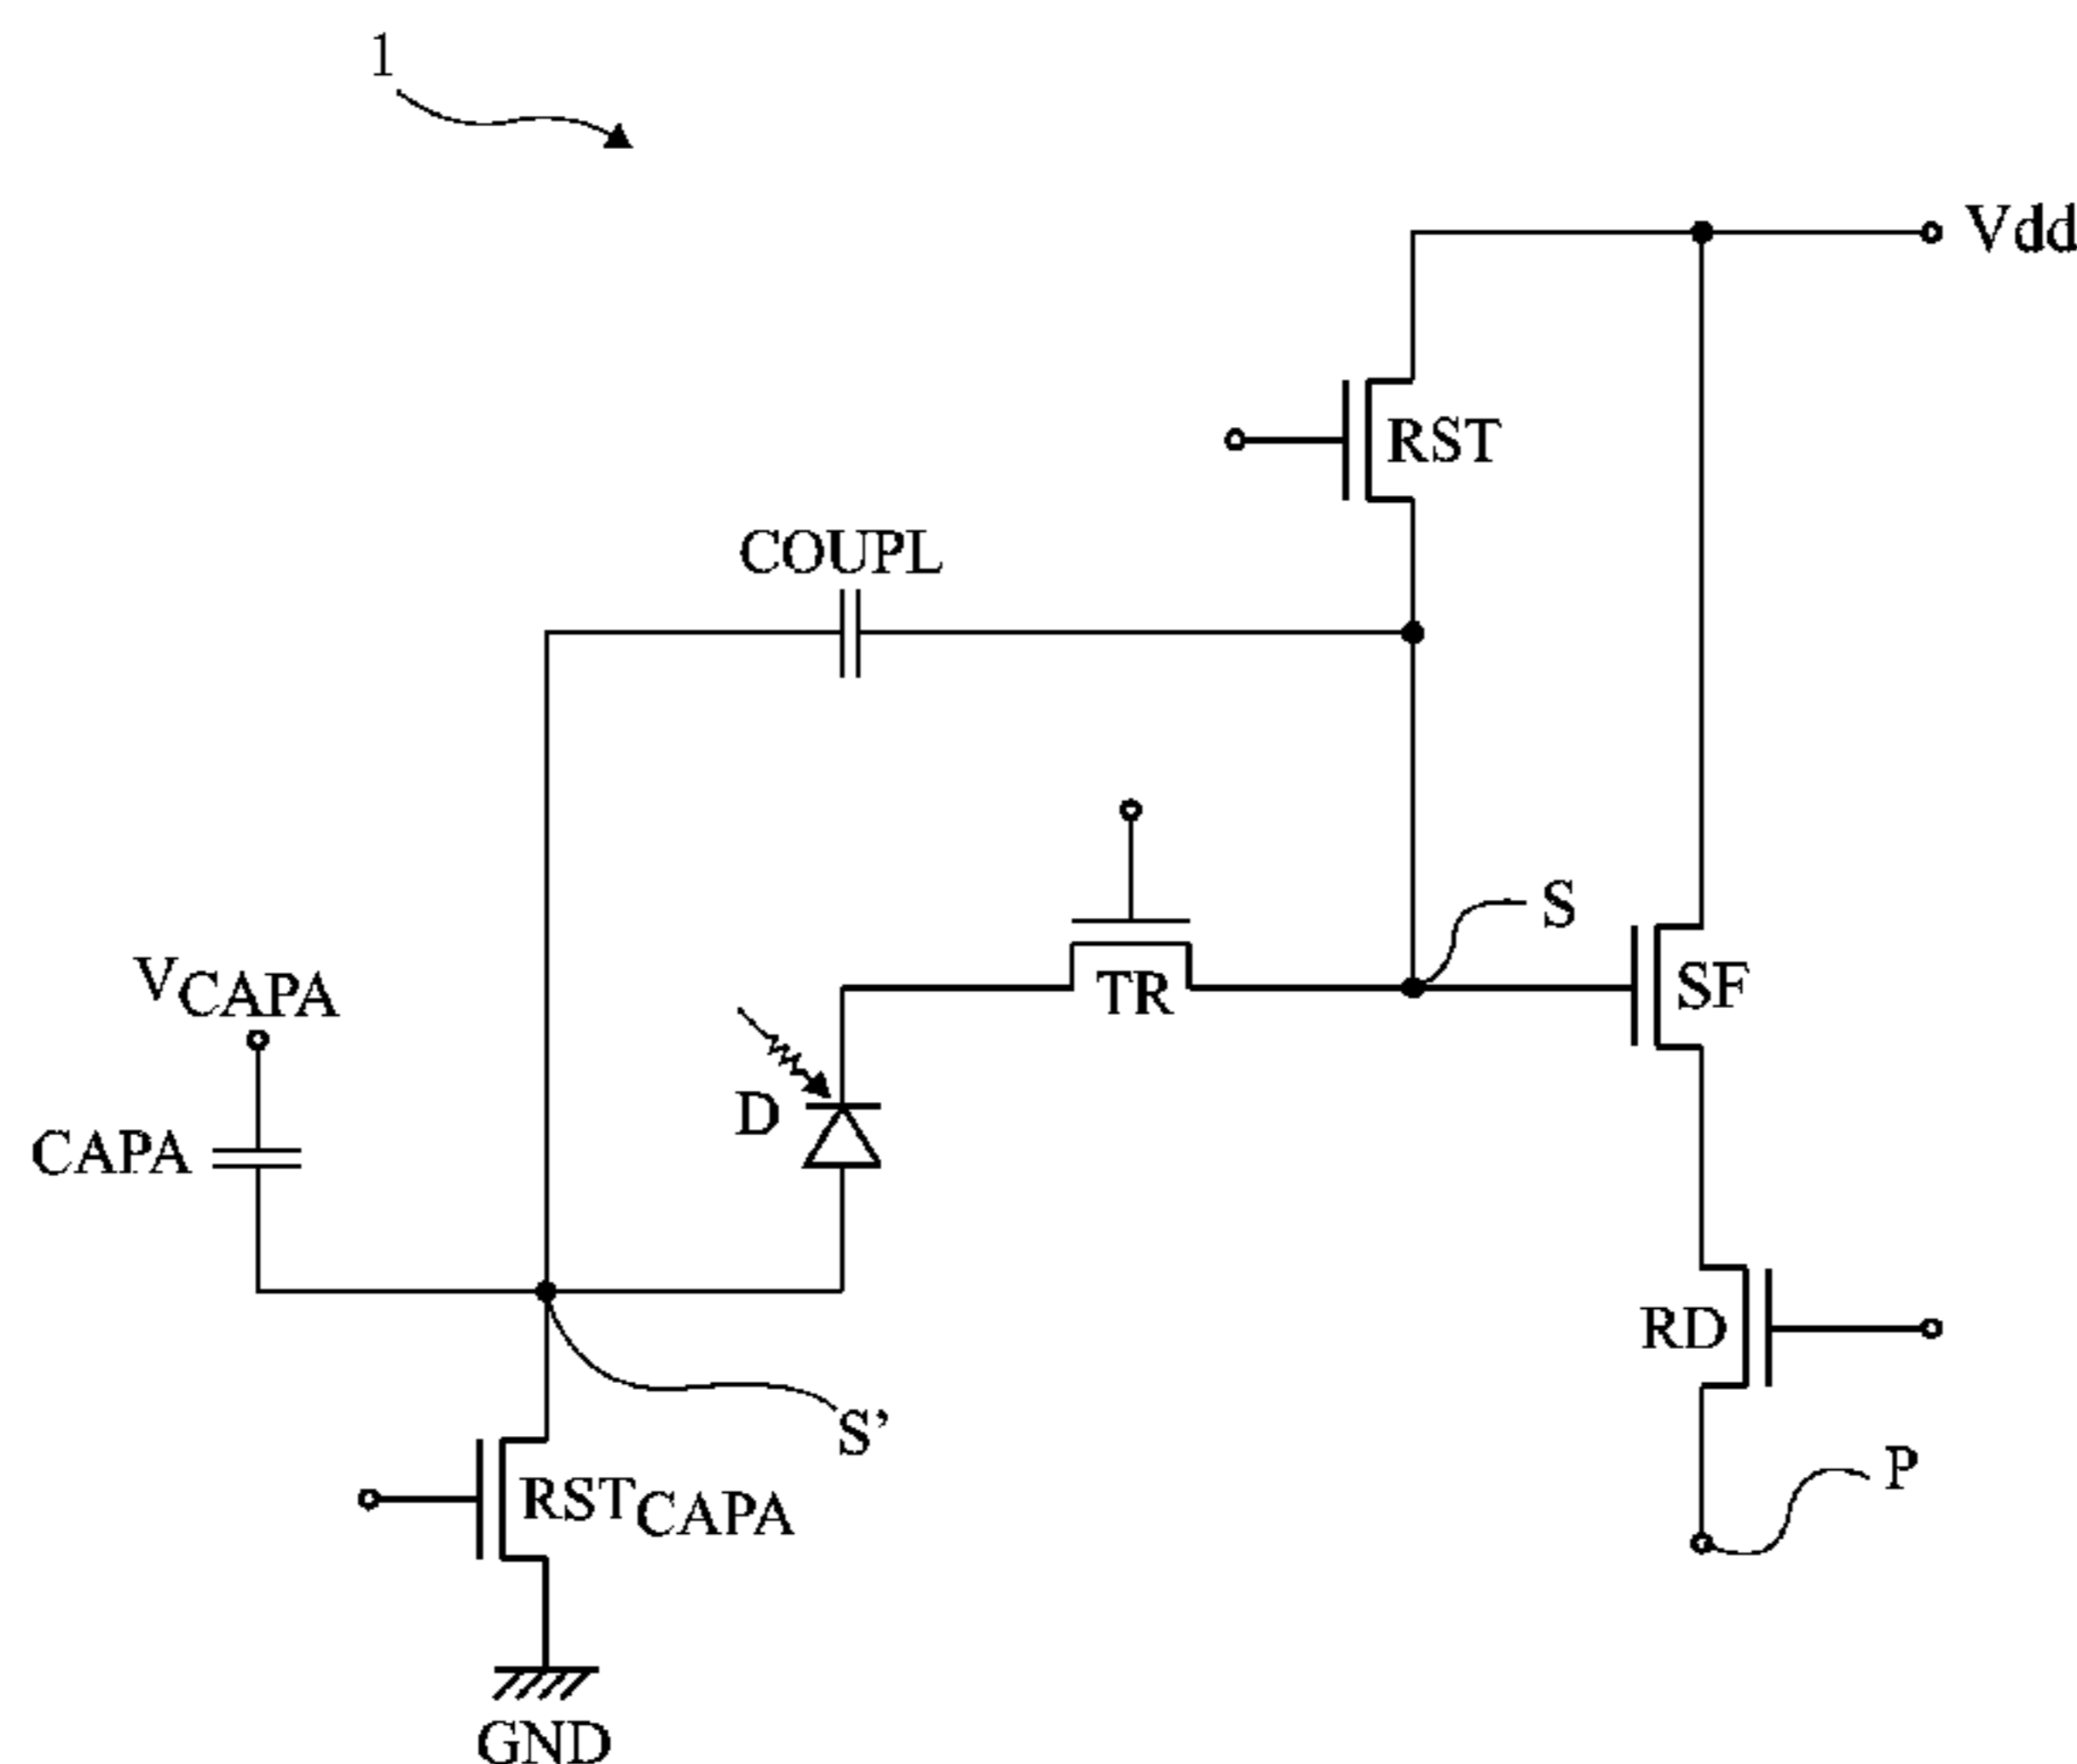 1
Vdd
RST
COUPL
S
VCAPA
TR
SF
D
CAPA
RD
S’
P
RSTCAPA
GND